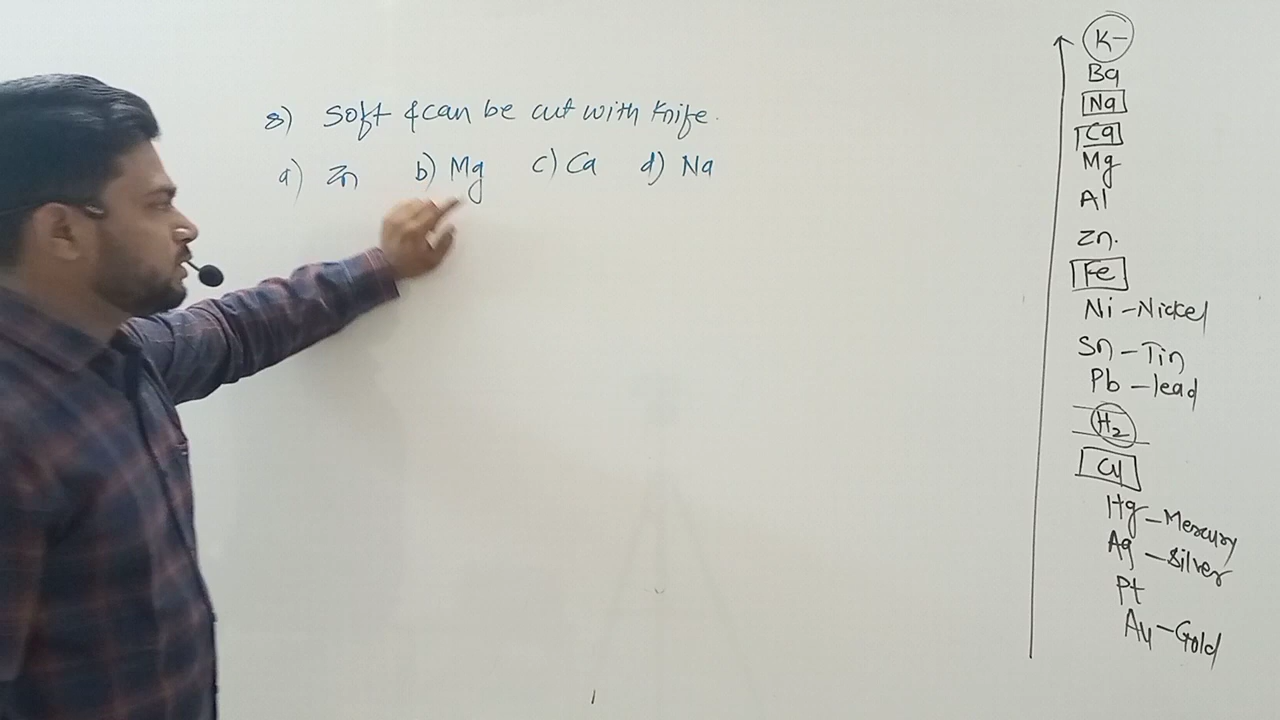 8) Soft & can be cut with Knife.
a) Zn b) Mg c) Ca d) Na
K
Ba
Na
Ca
Mg
Al
Zn.
Fe
Ni - Nickel
Sn - Tin
Pb - lead
H2
Cu
Hg - Mercury
Ag - Silver
Pt
Au - Gold